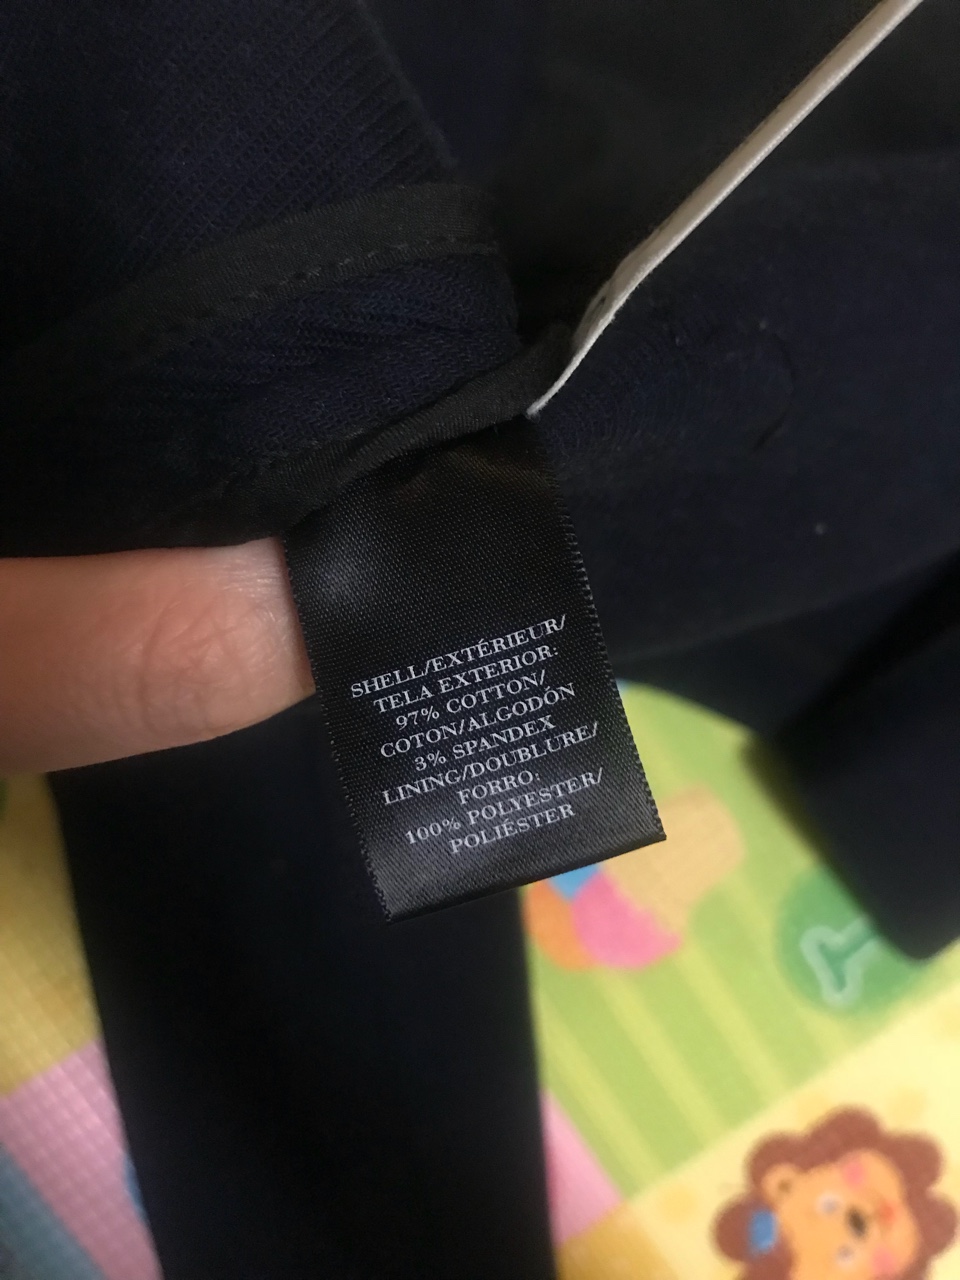 SHELL/EXTÉRIEUR/
TELA EXTERIOR:
97% COTTON/
COTON/ALGODÓN
3% SPANDEX
LINING/DOUBLURE/
FORRO:
100% POLYESTER/
POLIÉSTER